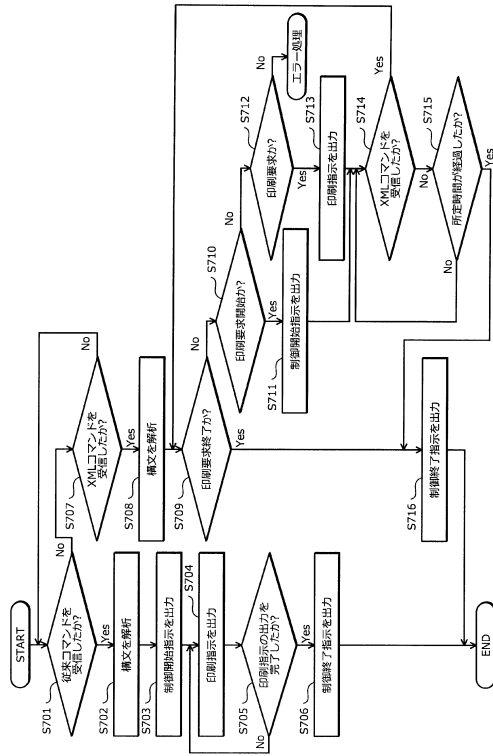 START
S701
従来コマンドを
受信したか?
No
Yes
S702
構文を解析
S703
制御開始指示を出力
S704
印刷指示を出力
S705
印刷指示の出力を
完了したか?
No
Yes
S706
制御終了指示を出力
END
S707
XMLコマンドを
受信したか?
No
Yes
S708
構文を解析
S709
印刷要求終了か?
No
Yes
S710
印刷要求開始か?
No
Yes
S711
制御開始指示を出力
S712
印刷要求か?
No
エラー処理
Yes
S713
印刷指示を出力
S714
XMLコマンドを
受信したか?
Yes
No
S715
所定時間が経過したか?
No
Yes
S716
制御終了指示を出力